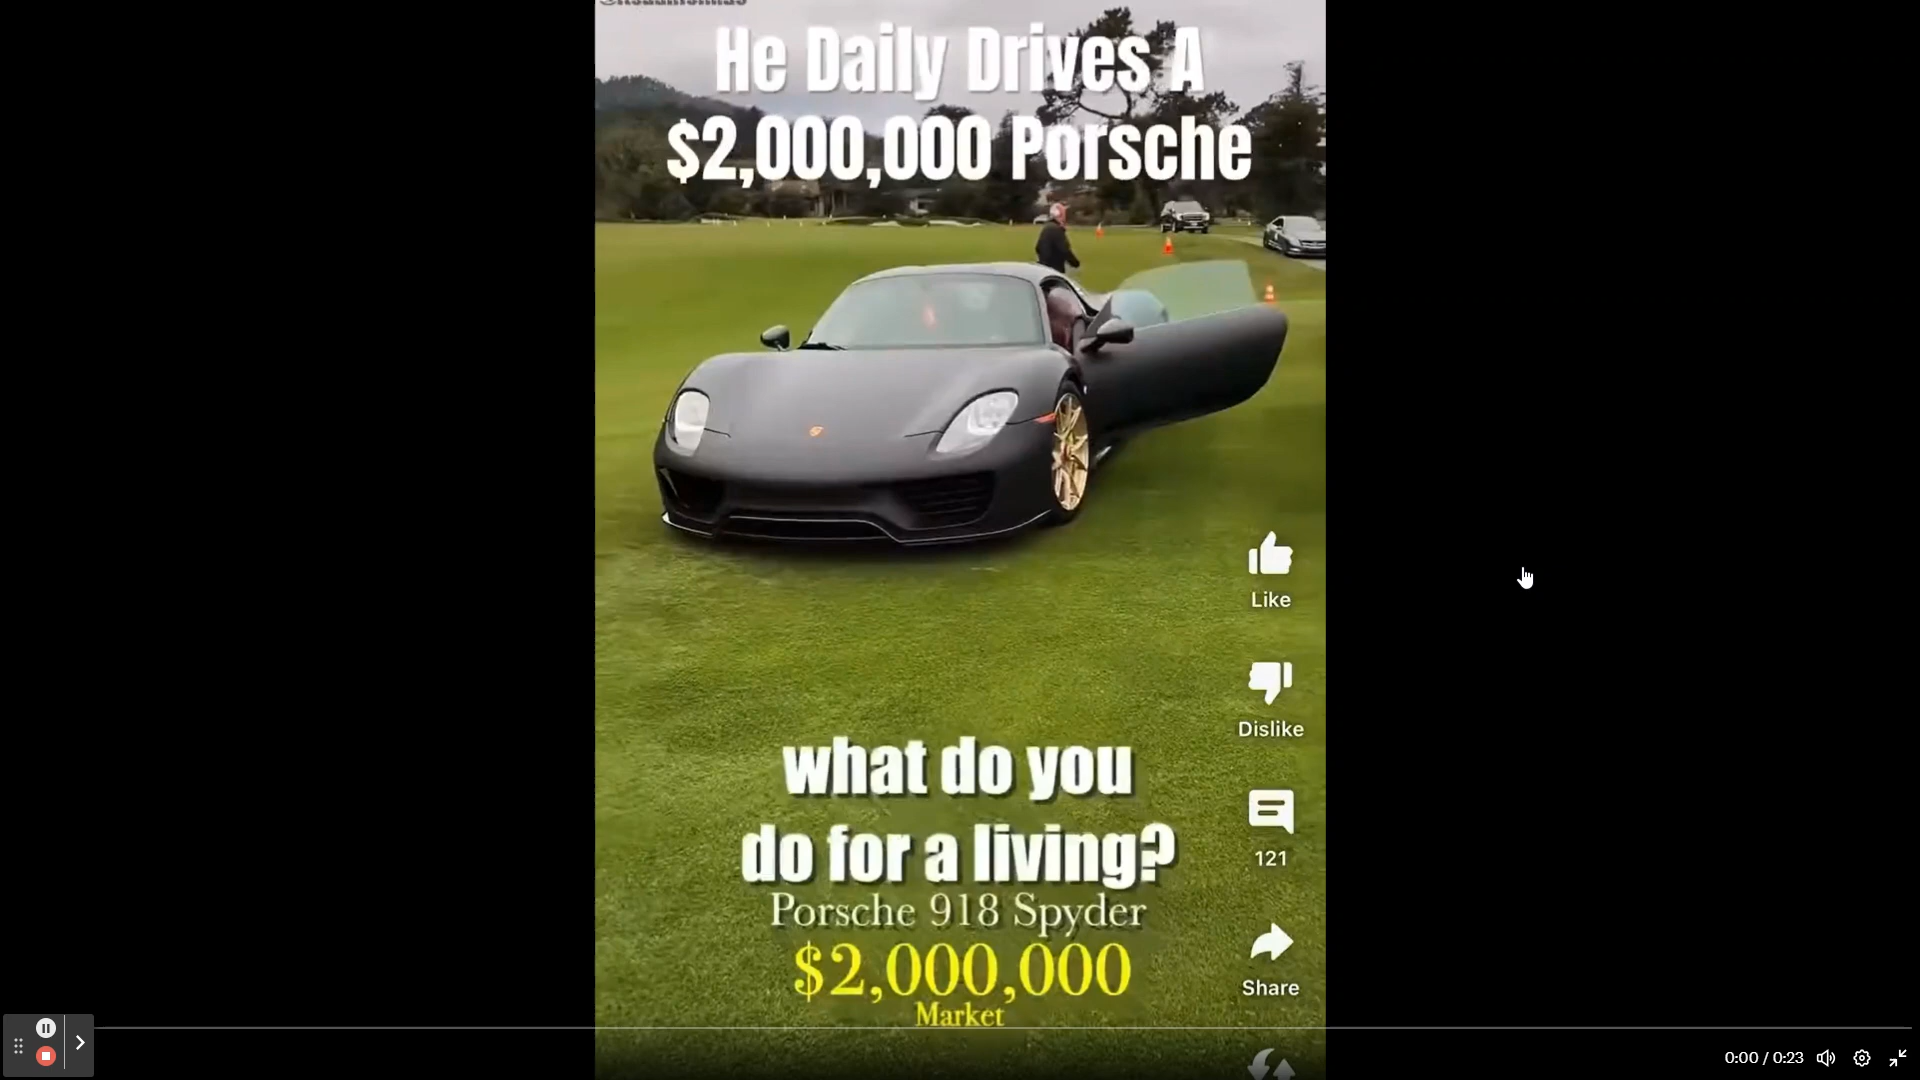 He Daily Drives A
$2,000,000 Porsche
Like
Dislike
what do you
do for a living?
121
Porsche 918 Spyder
$2,000,000
Share
Market
0:00 / 0:23